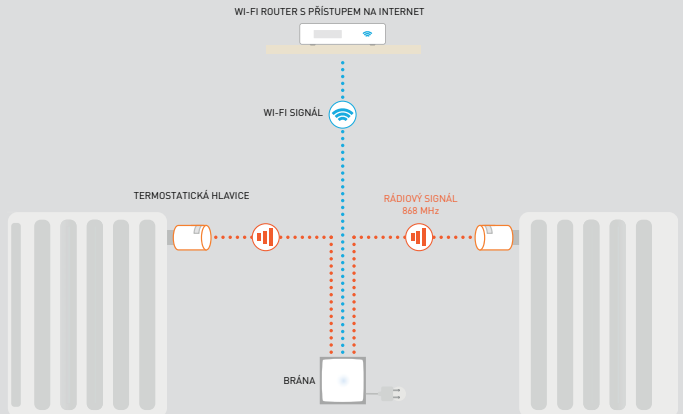 WI-FI ROUTER S PŘÍSTUPEM NA INTERNET
WI-FI SIGNÁL
TERMOSTATICKÁ HLAVICE
RÁDIOVÝ SIGNÁL
868 MHz
BRÁNA